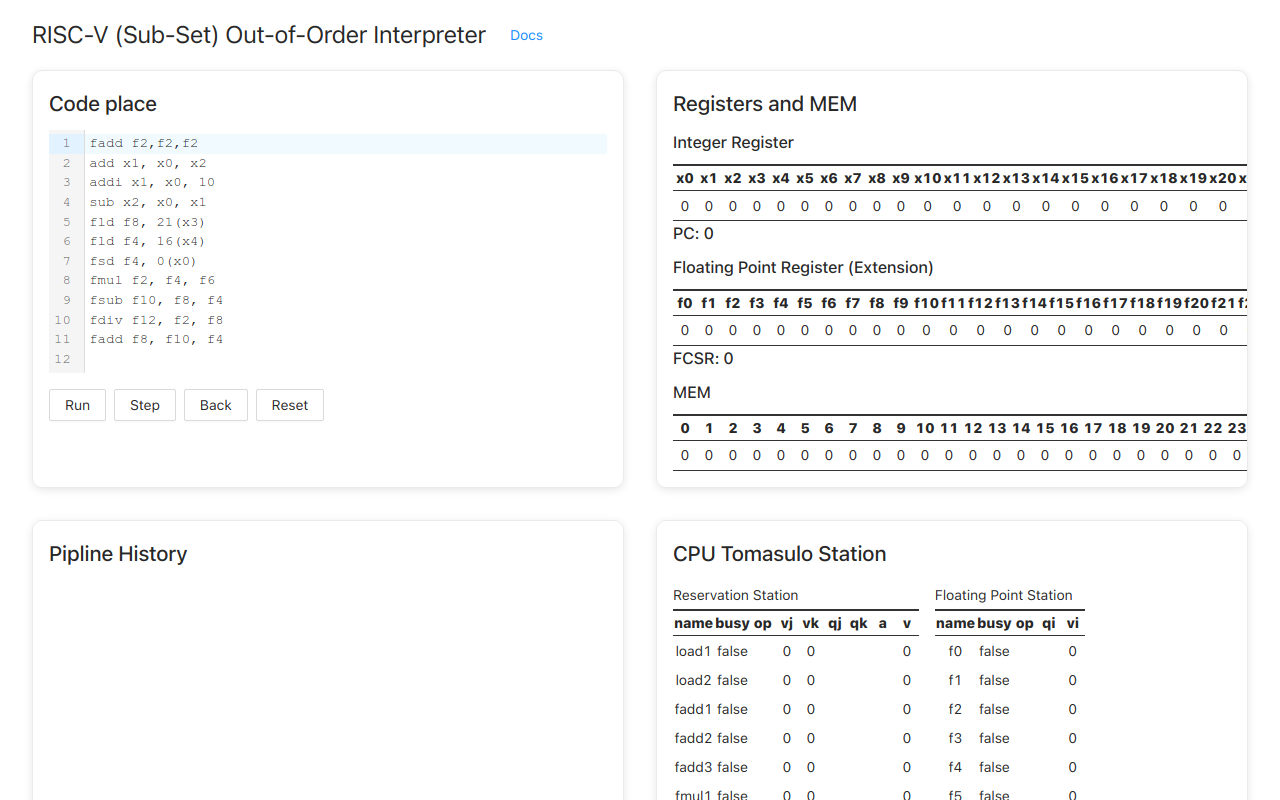 RISC-V (Sub-Set) Out-of-Order Interpreter Docs
Code place
1 fadd f2,f2,f2
2 add x1, x0, x2
3 addi x1, x0, 10
4 sub x2, x0, x1
5 fld f8, 21(x3)
6 fld f4, 16(x4)
7 fsd f4, 0(x0)
8 fmul f2, f4, f6
9 fsub f10, f8, f4
10 fdiv f12, f2, f8
11 fadd f8, f10, f4
12
Run Step Back Reset
Registers and MEM
Integer Register
x0 x1 x2 x3 x4 x5 x6 x7 x8 x9 x10 x11 x12 x13 x14 x15 x16 x17 x18 x19 x20 x
0 0 0 0 0 0 0 0 0 0 0 0 0 0 0 0 0 0 0 0 0
PC: 0
Floating Point Register (Extension)
f0 f1 f2 f3 f4 f5 f6 f7 f8 f9 f10 f11 f12 f13 f14 f15 f16 f17 f18 f19 f20 f21 f2
0 0 0 0 0 0 0 0 0 0 0 0 0 0 0 0 0 0 0 0 0 0
FCSR: 0
MEM
0 1 2 3 4 5 6 7 8 9 10 11 12 13 14 15 16 17 18 19 20 21 22 23
0 0 0 0 0 0 0 0 0 0 0 0 0 0 0 0 0 0 0 0 0 0 0 0
Pipline History
CPU Tomasulo Station
Reservation Station
name busy op vj vk qj qk a v
load1 false 0 0 0
load2 false 0 0 0
fadd1 false 0 0 0
fadd2 false 0 0 0
fadd3 false 0 0 0
fmul1 false 0 0 0
Floating Point Station
name busy op qi vi
f0 false 0
f1 false 0
f2 false 0
f3 false 0
f4 false 0
f5 false 0